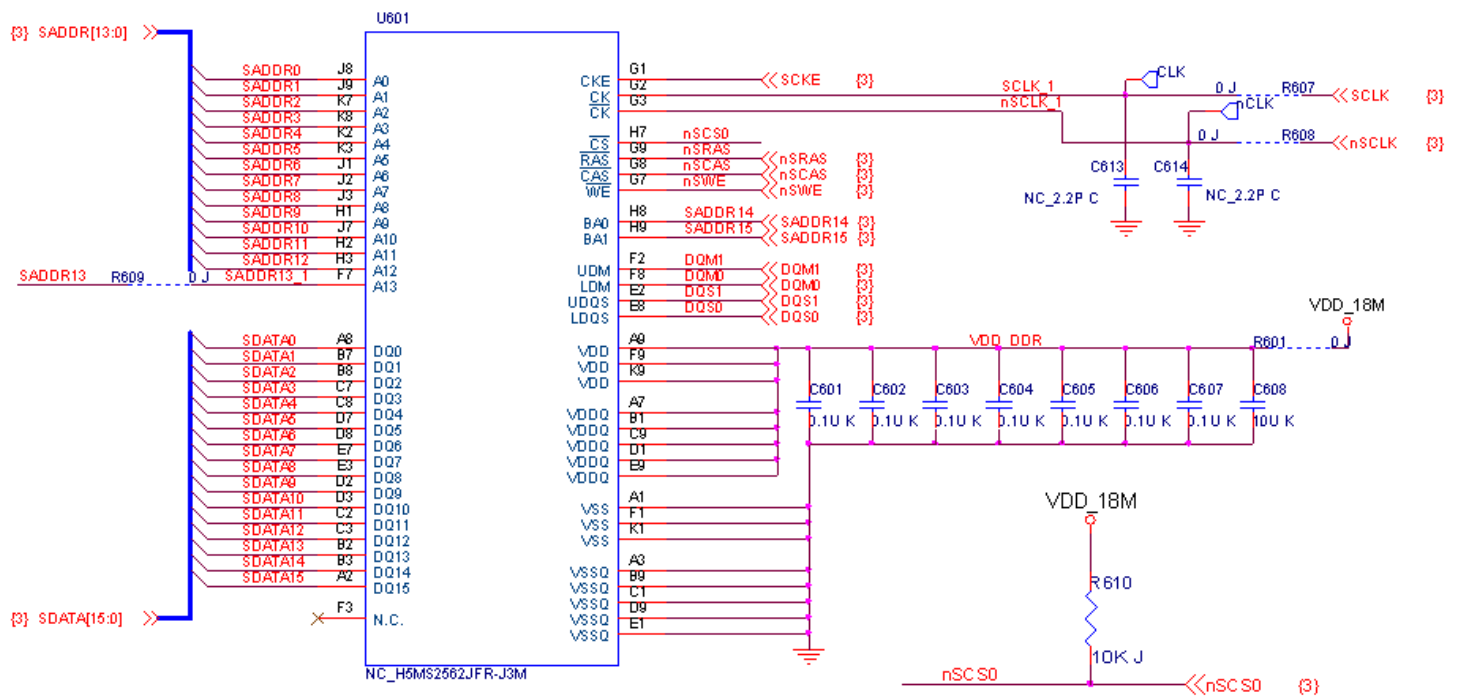 U601
{3} SADDR[13:0]
SADDR0 J8 A0
SADDR1 J9 A1
SADDR2 K7 A2
SADDR3 K8 A3
SADDR4 K2 A4
SADDR5 K3 A5
SADDR6 J1 A6
SADDR7 J2 A7
SADDR8 J3 A8
SADDR9 H1 A9
SADDR10 J7 A10
SADDR11 H2 A11
SADDR12 H3 A12
SADDR13 R609 0 J SADDR13_1 F7 A13
SDATA0 A8 DQ0
SDATA1 B7 DQ1
SDATA2 B8 DQ2
SDATA3 C7 DQ3
SDATA4 C8 DQ4
SDATA5 D7 DQ5
SDATA6 D8 DQ6
SDATA7 E7 DQ7
SDATA8 E3 DQ8
SDATA9 D2 DQ9
SDATA10 D3 DQ10
SDATA11 C2 DQ11
SDATA12 C3 DQ12
SDATA13 B2 DQ13
SDATA14 B3 DQ14
SDATA15 A2 DQ15
{3} SDATA[15:0]
F3 N.C.
NC_H5MS2562JFR-J3M
CKE G1 SCKE {3}
CK G2 SCLK_1 CLK 0 J R607 SCLK {3}
CK G3 nSCLK_1 nCLK 0 J R608 nSCLK {3}
CS H7 nSCS0
RAS G9 nSRAS nSRAS {3}
CAS G8 nSCAS nSCAS {3}
WE G7 nSWE nSWE {3}
C613 C614
NC_2.2P C NC_2.2P C
BA0 H8 SADDR14 SADDR14 {3}
BA1 H9 SADDR15 SADDR15 {3}
UDM F2 DQM1 DQM1 {3}
LDM F8 DQM0 DQM0 {3}
UDQS E2 DQS1 DQS1 {3}
LDQS E8 DQS0 DQS0 {3}
VDD_18M
VDD A9 VDD_DDR R601 0 J
VDD F9
VDD K9
C601 C602 C603 C604 C605 C606 C607 C608
0.1U K 0.1U K 0.1U K 0.1U K 0.1U K 0.1U K 0.1U K 10U K
VDDQ A7
VDDQ B1
VDDQ C9
VDDQ D1
VDDQ E9
VSS A1
VSS F1
VSS K1
VSSQ A3
VSSQ B9
VSSQ C1
VSSQ D9
VSSQ E1
VDD_18M
R610
10K J
nSCS0 nSCS0 {3}